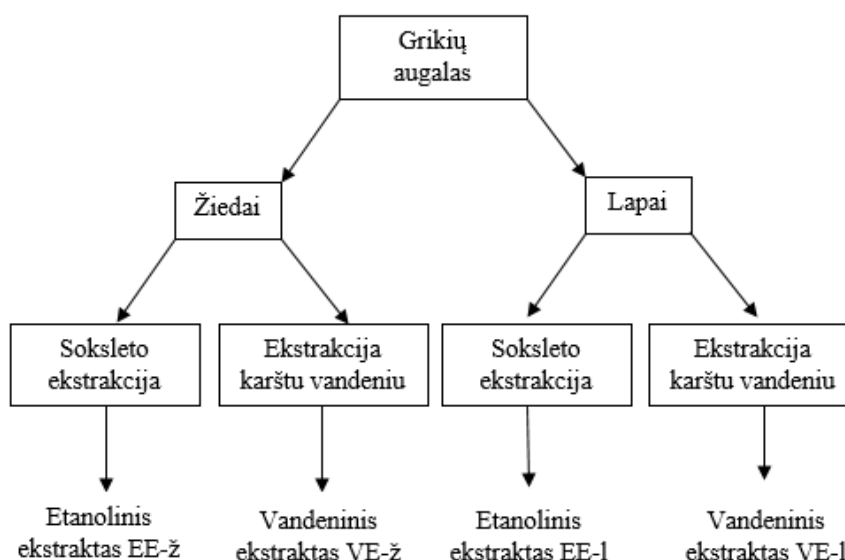 Grikių
augalas
Žiedai
Lapai
Soksleto
ekstrakcija
Ekstrakcija
karštu vandeniu
Soksleto
ekstrakcija
Ekstrakcija
karštu vandeniu
Etanolinis
ekstraktas EE-ž
Vandeninis
ekstraktas VE-ž
Etanolinis
ekstraktas EE-l
Vandeninis
ekstraktas VE-l